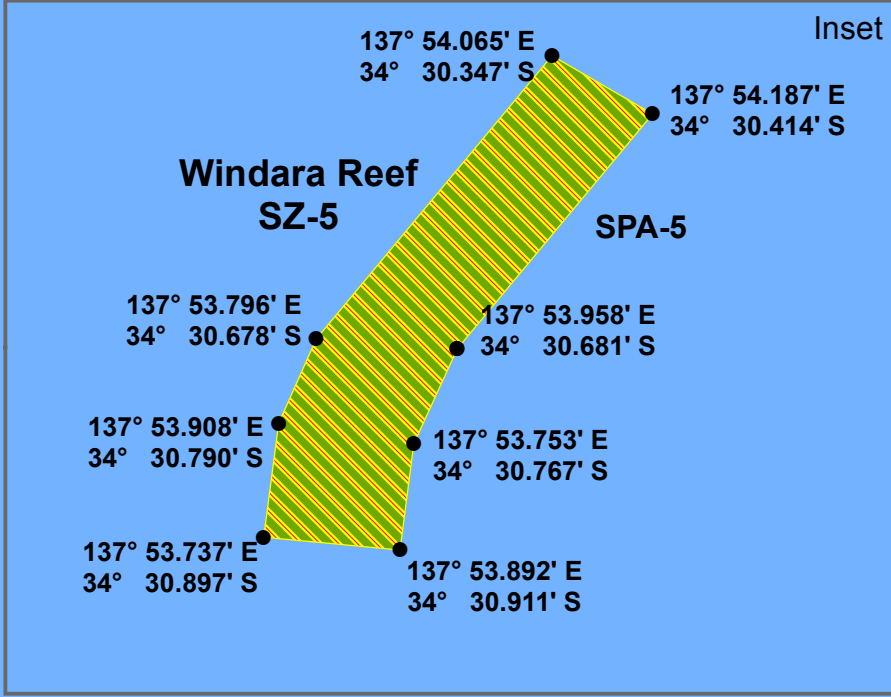 Inset
137° 54.065' E
34° 30.347' S
137° 54.187' E
34° 30.414' S
Windara Reef
SZ-5
SPA-5
137° 53.796' E
34° 30.678' S
137° 53.958' E
34° 30.681' S
137° 53.908' E
34° 30.790' S
137° 53.753' E
34° 30.767' S
137° 53.737' E
34° 30.897' S
137° 53.892' E
34° 30.911' S